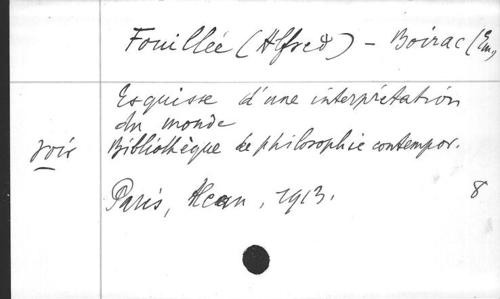 Fouillée (Alfred) - Boirac (Em)
Esquisse d'une interprétation
du monde
voir Bibliothèque de philosophie contempor.
Paris, Alcan, 1913. 8